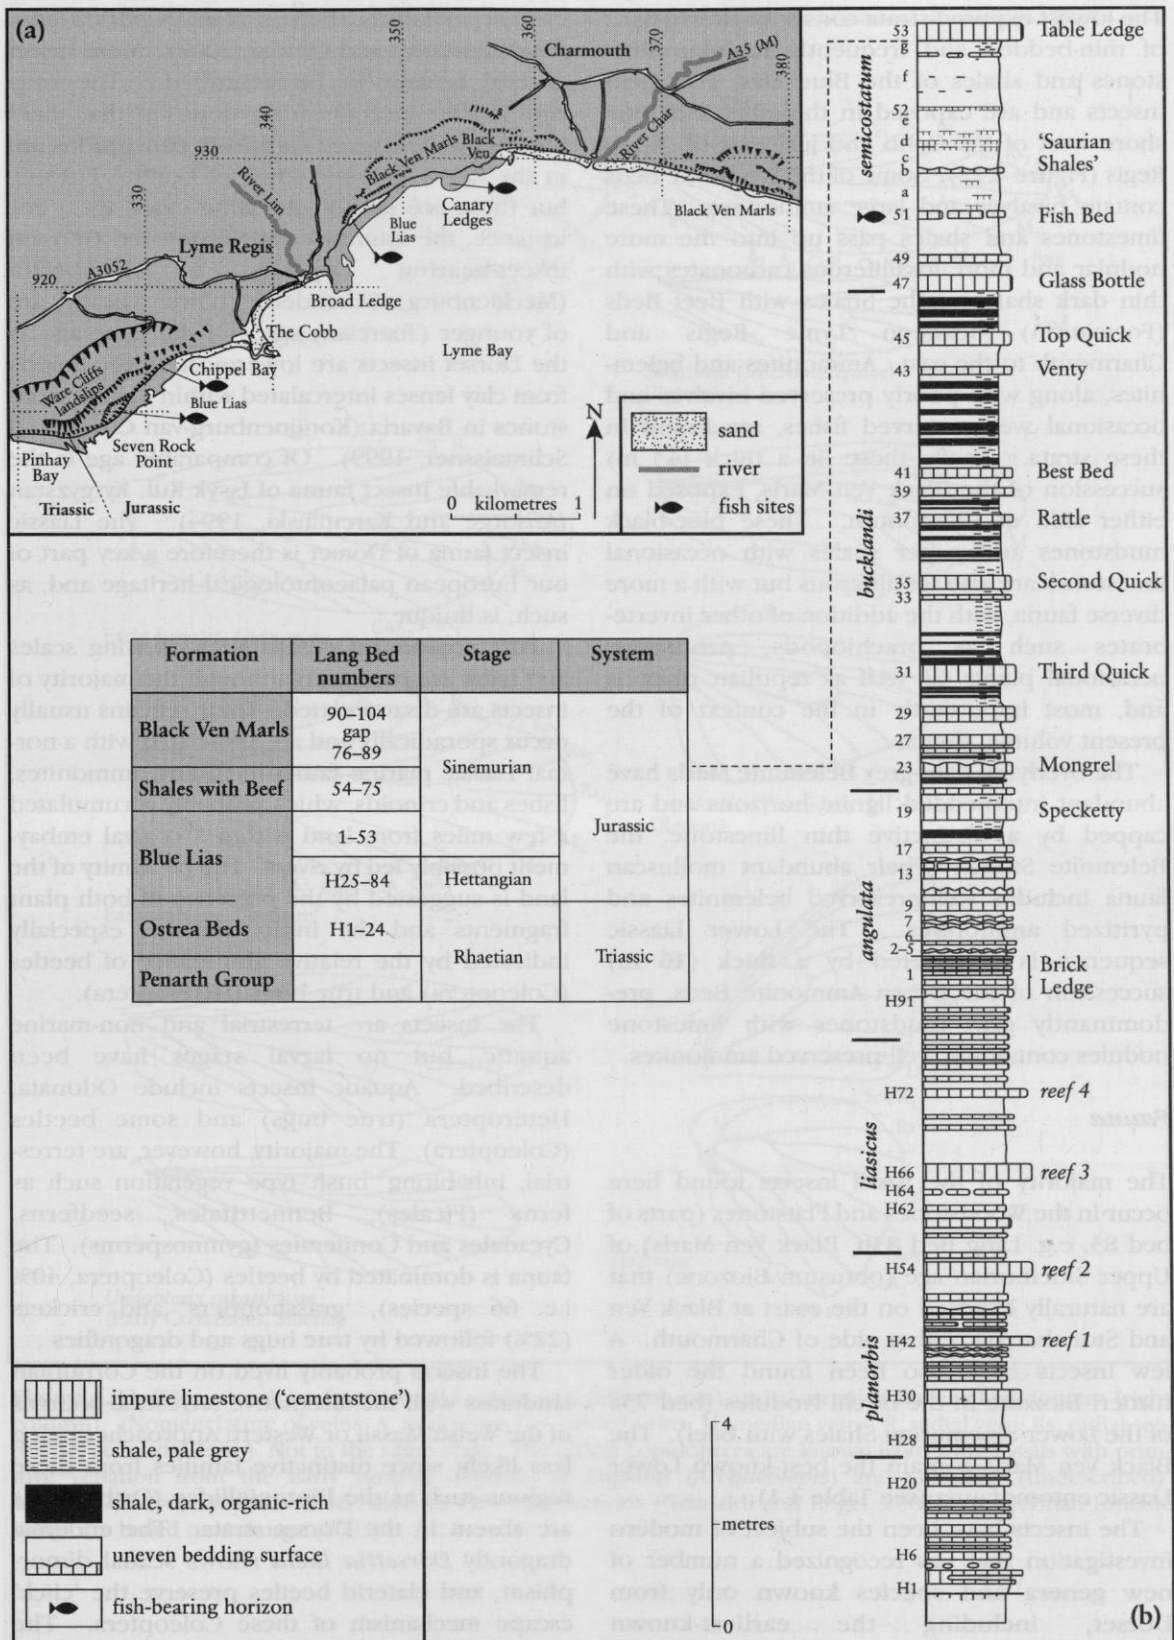 (a)
350
Charmouth
370
A35 (M)
380
340
930
360
River Char
Black Ven Marls
Black
Ven
Canary
Ledges
Black Ven Marls
330
River Lim
Blue
Lias
Lyme Regis
920
A3052
Broad Ledge
The Cobb
Lyme Bay
Chippel Bay
Ware Cliffs
landslips
Blue Lias
Seven Rock
Point
Pinhay
Bay
Triassic
Jurassic
N
sand
river
0 kilometres 1
fish sites
Formation
Lang Bed
numbers
Stage
System
Black Ven Marls
90–104
gap
76–89
Sinemurian
Shales with Beef
54–75
Jurassic
Blue Lias
1–53
H25–84
Hettangian
Ostrea Beds
H1–24
Rhaetian
Triassic
Penarth Group
impure limestone (‘cementstone’)
shale, pale grey
shale, dark, organic-rich
uneven bedding surface
fish-bearing horizon
semicostatum
bucklandi
angulata
liasicus
planorbis
53 Table Ledge
g
f
52
e
d ‘Saurian
c Shales’
b
a
51 Fish Bed
49
47 Glass Bottle
45 Top Quick
43 Venty
41 Best Bed
39
37 Rattle
35 Second Quick
33
31 Third Quick
29
27
23 Mongrel
19 Specketty
17
13
9
7
6
2–5
1 Brick
Ledge
H91
H72 reef 4
H66 reef 3
H64
H62
H54 reef 2
H42 reef 1
H30
H28
H20
H6
H1
4
metres
0
(b)